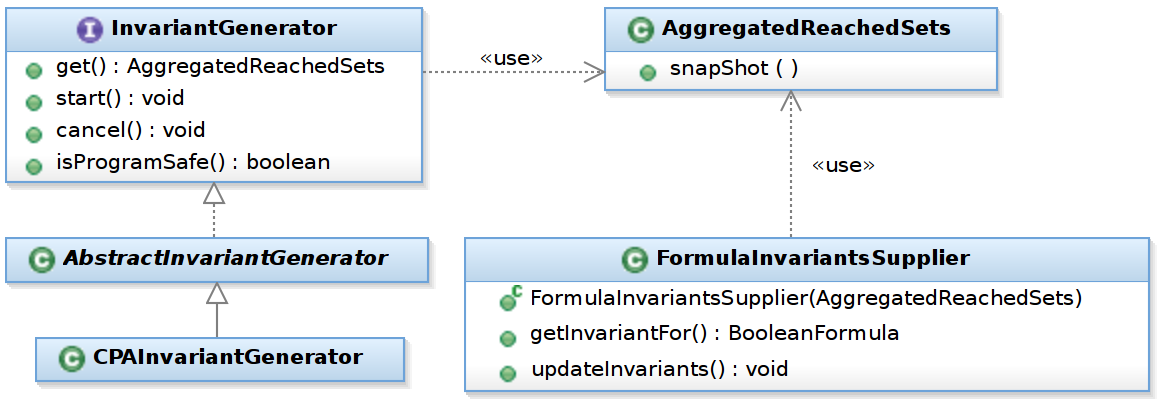 I InvariantGenerator
get() : AggregatedReachedSets
start() : void
cancel() : void
isProgramSafe() : boolean
«use»
C AggregatedReachedSets
snapShot ( )
«use»
C AbstractInvariantGenerator
C CPAInvariantGenerator
C FormulaInvariantsSupplier
C FormulaInvariantsSupplier(AggregatedReachedSets)
getInvariantFor() : BooleanFormula
updateInvariants() : void